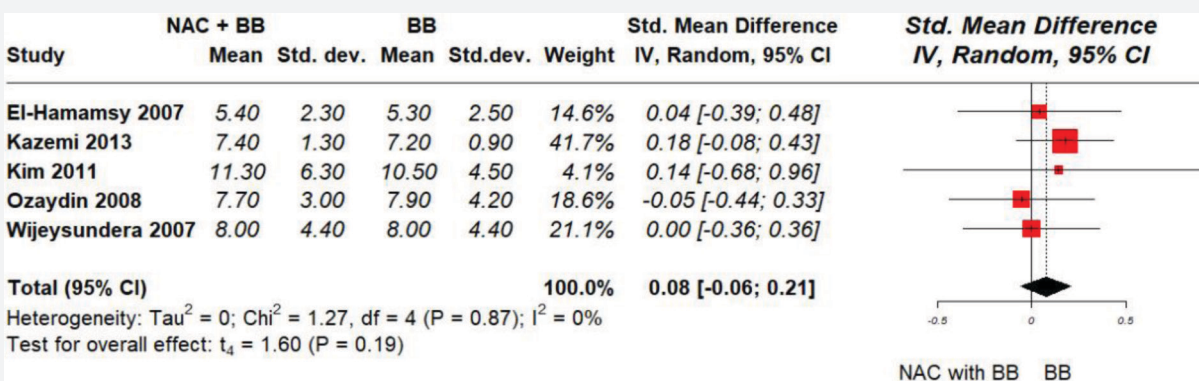 NAC + BB BB Std. Mean Difference Std. Mean Difference
Study Mean Std. dev. Mean Std.dev. Weight IV, Random, 95% CI IV, Random, 95% CI
El-Hamamsy 2007 5.40 2.30 5.30 2.50 14.6% 0.04 [-0.39; 0.48]
Kazemi 2013 7.40 1.30 7.20 0.90 41.7% 0.18 [-0.08; 0.43]
Kim 2011 11.30 6.30 10.50 4.50 4.1% 0.14 [-0.68; 0.96]
Ozaydin 2008 7.70 3.00 7.90 4.20 18.6% -0.05 [-0.44; 0.33]
Wijeysundera 2007 8.00 4.40 8.00 4.40 21.1% 0.00 [-0.36; 0.36]
Total (95% CI) 100.0% 0.08 [-0.06; 0.21]
Heterogeneity: Tau² = 0; Chi² = 1.27, df = 4 (P = 0.87); I² = 0%
Test for overall effect: t₄ = 1.60 (P = 0.19)
-0.5 0 0.5
NAC with BB BB